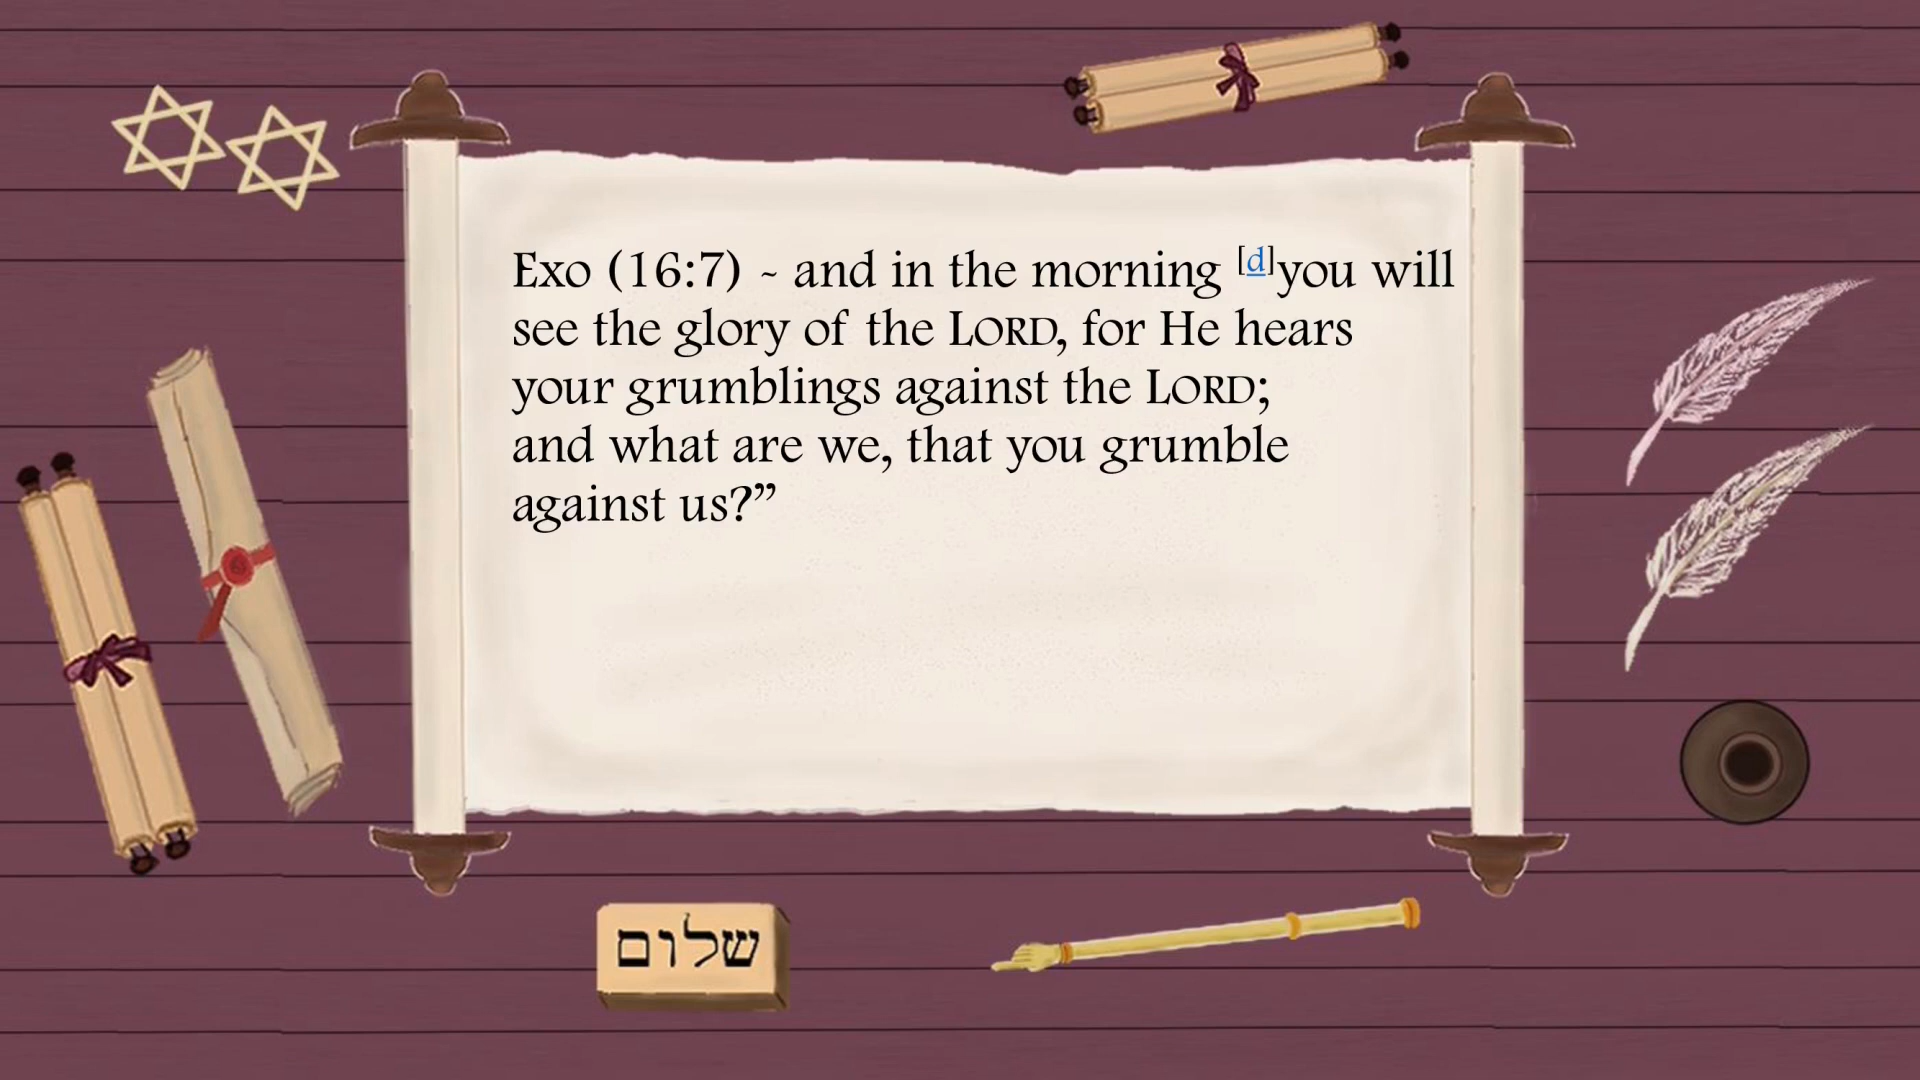 Exo (16:7) - and in the morning [d]you will
see the glory of the LORD, for He hears
your grumblings against the LORD;
and what are we, that you grumble
against us?”
שלום